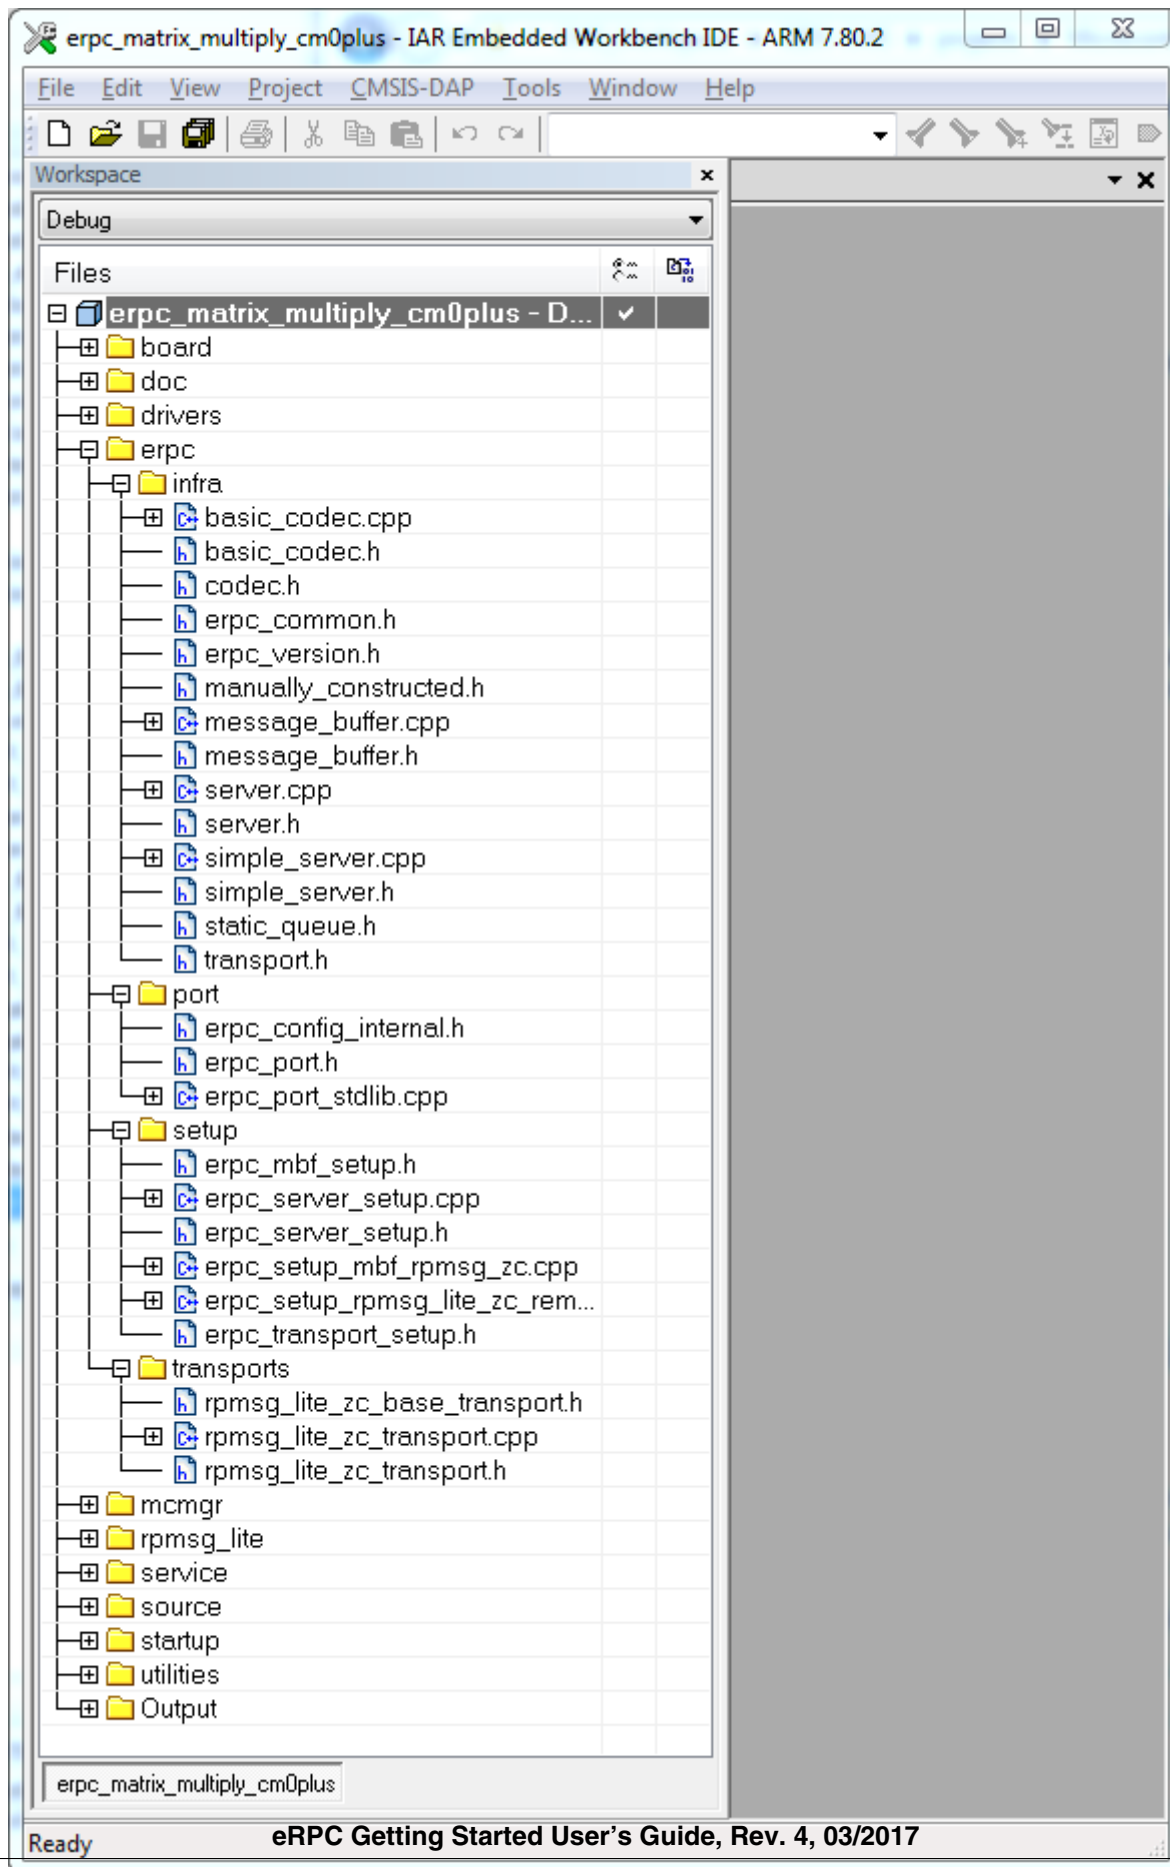 erpc_matrix_multiply_cm0plus - IAR Embedded Workbench IDE - ARM 7.80.2
File Edit View Project CMSIS-DAP Tools Window Help
Workspace
Debug
Files
erpc_matrix_multiply_cm0plus - D...
board
doc
drivers
erpc
infra
basic_codec.cpp
basic_codec.h
codec.h
erpc_common.h
erpc_version.h
manually_constructed.h
message_buffer.cpp
message_buffer.h
server.cpp
server.h
simple_server.cpp
simple_server.h
static_queue.h
transport.h
port
erpc_config_internal.h
erpc_port.h
erpc_port_stdlib.cpp
setup
erpc_mbf_setup.h
erpc_server_setup.cpp
erpc_server_setup.h
erpc_setup_mbf_rpmsg_zc.cpp
erpc_setup_rpmsg_lite_zc_rem...
erpc_transport_setup.h
transports
rpmsg_lite_zc_base_transport.h
rpmsg_lite_zc_transport.cpp
rpmsg_lite_zc_transport.h
mcmgr
rpmsg_lite
service
source
startup
utilities
Output
erpc_matrix_multiply_cm0plus
Ready
eRPC Getting Started User’s Guide, Rev. 4, 03/2017